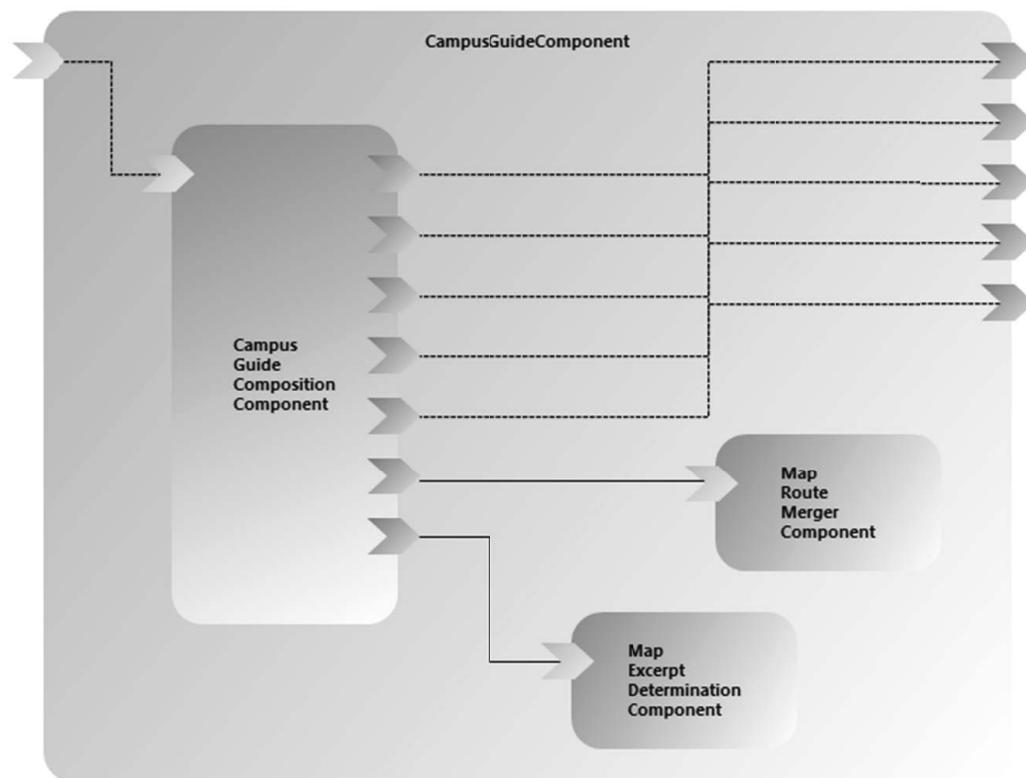 CampusGuideComponent
Campus
Guide
Composition
Component
Map
Route
Merger
Component
Map
Excerpt
Determination
Component